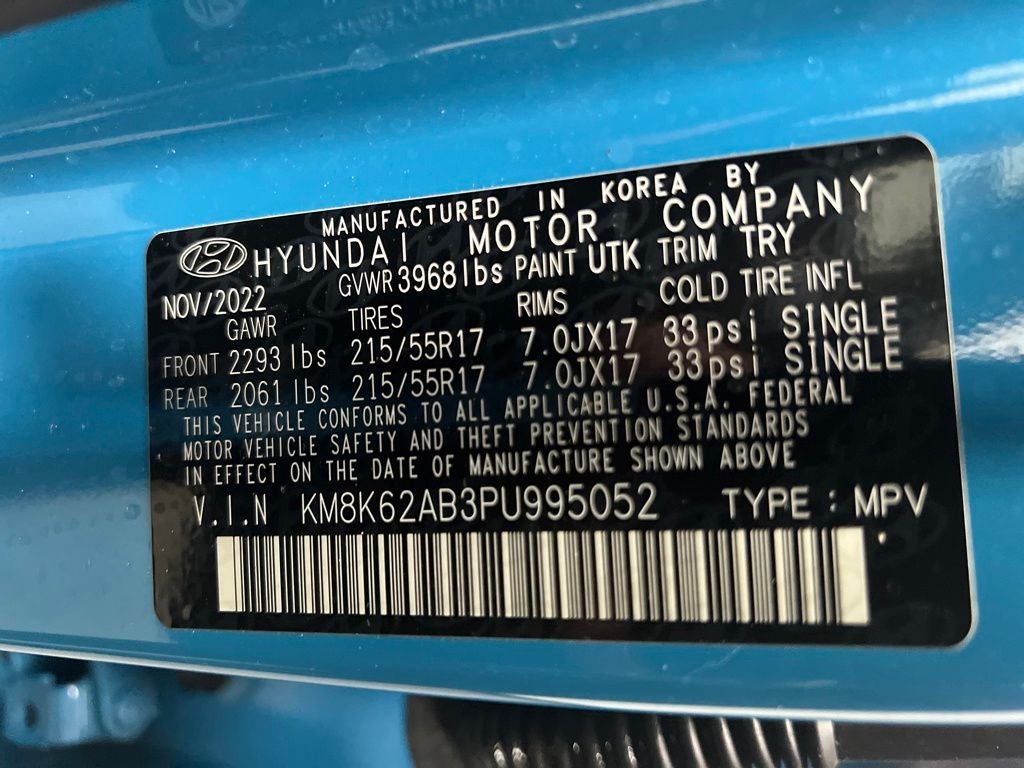 MANUFACTURED IN KOREA BY
HYUNDAI MOTOR COMPANY
NOV/2022 GVWR 3968lbs PAINT UTK TRIM TRY
GAWR TIRES RIMS COLD TIRE INFL
FRONT 2293 lbs 215/55R17 7.0JX17 33psi SINGLE
REAR 2061 lbs 215/55R17 7.0JX17 33psi SINGLE
THIS VEHICLE CONFORMS TO ALL APPLICABLE U.S.A. FEDERAL
MOTOR VEHICLE SAFETY AND THEFT PREVENTION STANDARDS
IN EFFECT ON THE DATE OF MANUFACTURE SHOWN ABOVE
V.I.N KM8K62AB3PU995052 TYPE : MPV